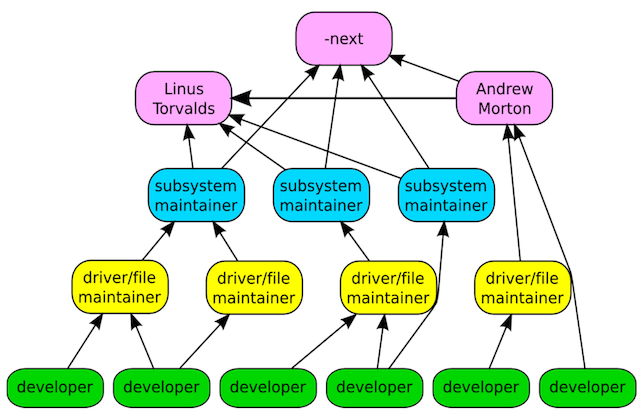 -next
Linus
Torvalds
Andrew
Morton
subsystem
maintainer
subsystem
maintainer
subsystem
maintainer
driver/file
maintainer
driver/file
maintainer
driver/file
maintainer
driver/file
maintainer
developer
developer
developer
developer
developer
developer